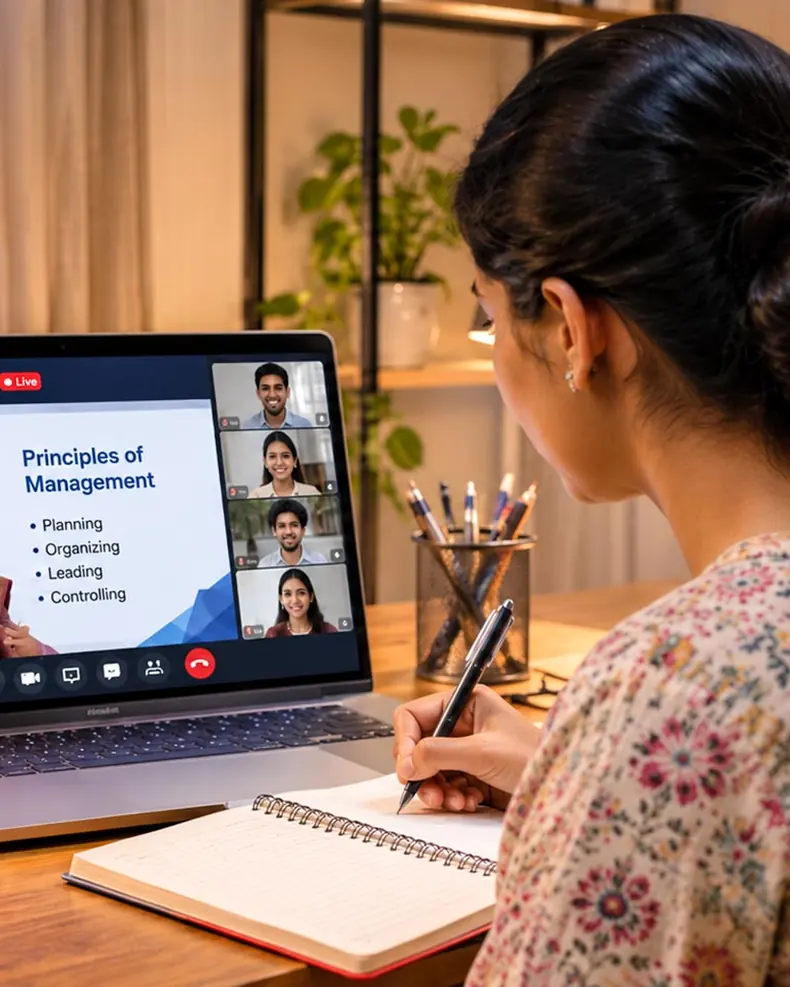 Live
Principles of
Management
• Planning
• Organizing
• Leading
• Controlling